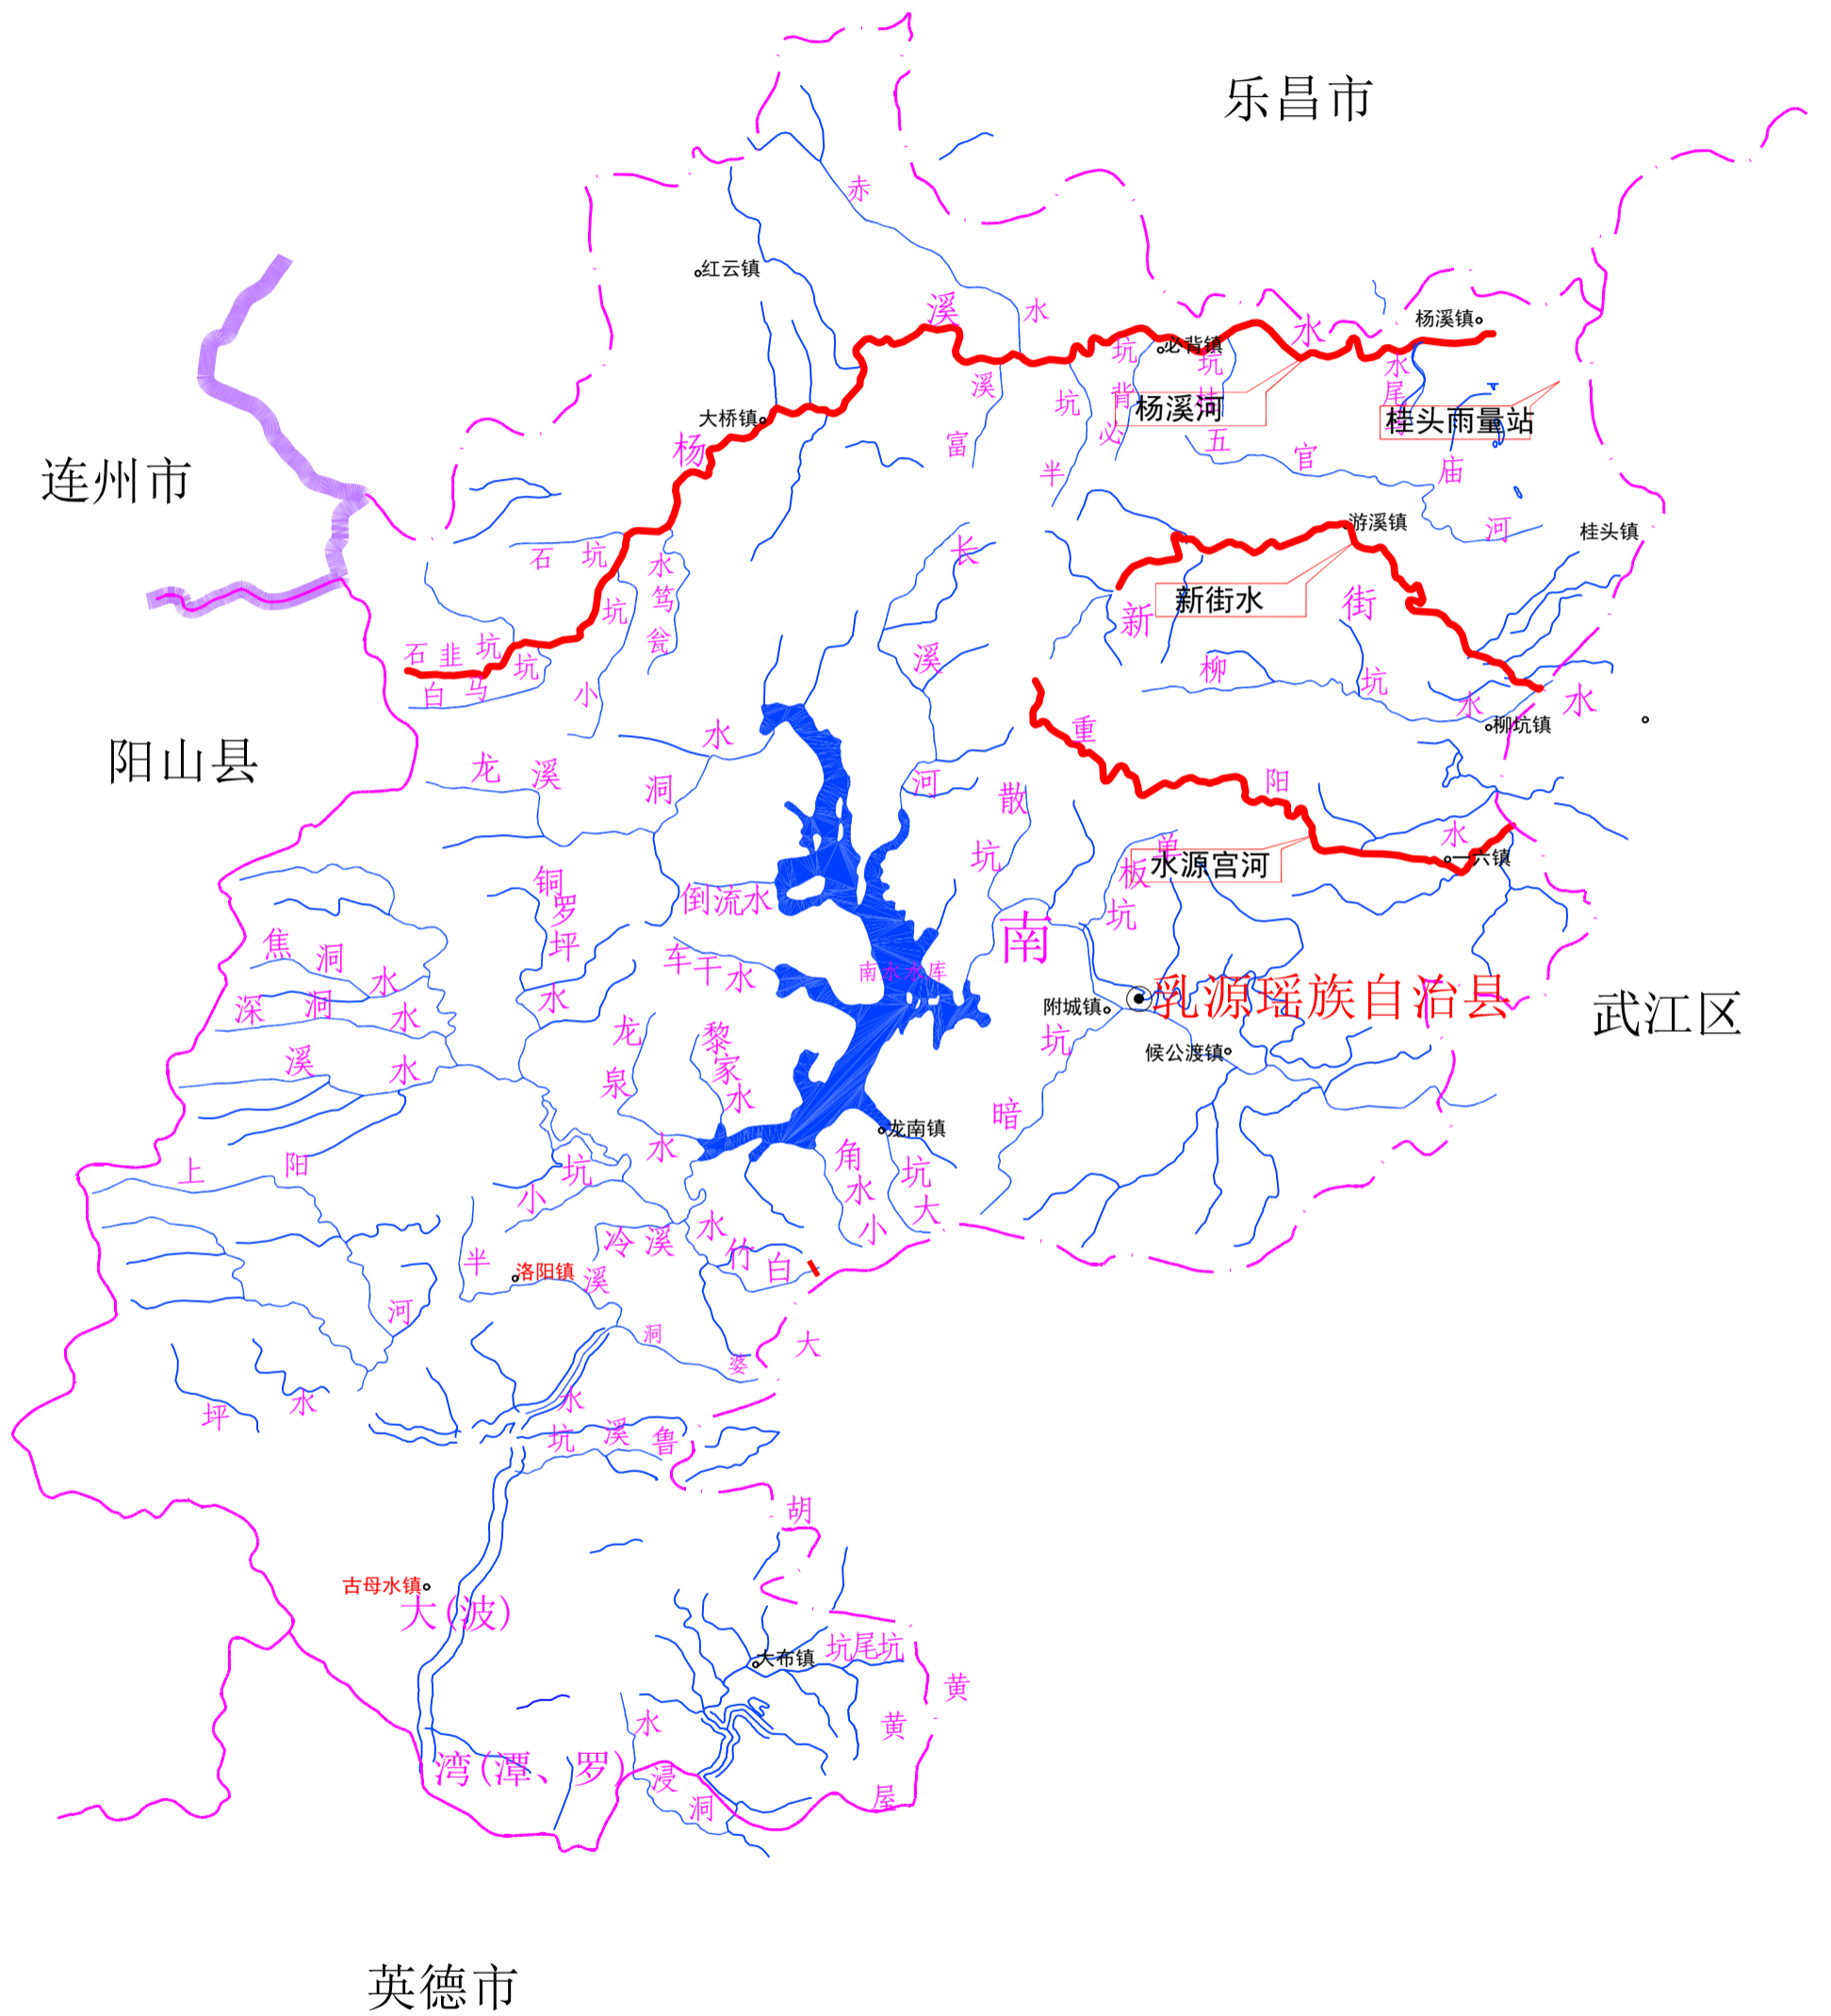 乐昌市
赤
红云镇
溪
水
水
杨溪镇
坑
必背镇
坑
水
尾
溪
背
坑
杨溪河
桂头雨量站
大桥镇
杨
富
必
五
官
庙
连州市
半
河
游溪镇
桂头镇
长
石
坑
水
笃
瓮
坑
新街水
新
街
石韭坑
坑
白马
小
溪
柳
坑
水
水
柳坑镇
重
水
阳山县
龙
溪
洞
河
散
阳
坑
水
单
板
坑
水源宫河
一六镇
铜
罗
坪
水
倒流水
南
焦
洞
水
车干水
南水水库
深
洞
水
附城镇
乳源瑶族自治县
武江区
龙
泉
水
黎
家
水
坑
候公渡镇
溪
水
暗
龙南镇
上
阳
坑
小
角
水
小
坑
大
冷溪
水
竹
白
半
洛阳镇
溪
河
洞
婆
大
坪
水
水
坑
溪
鲁
胡
古母水镇
大(波)
大布镇
坑尾坑
黄
黄
水
湾(潭、罗)
浸
洞
屋
英德市